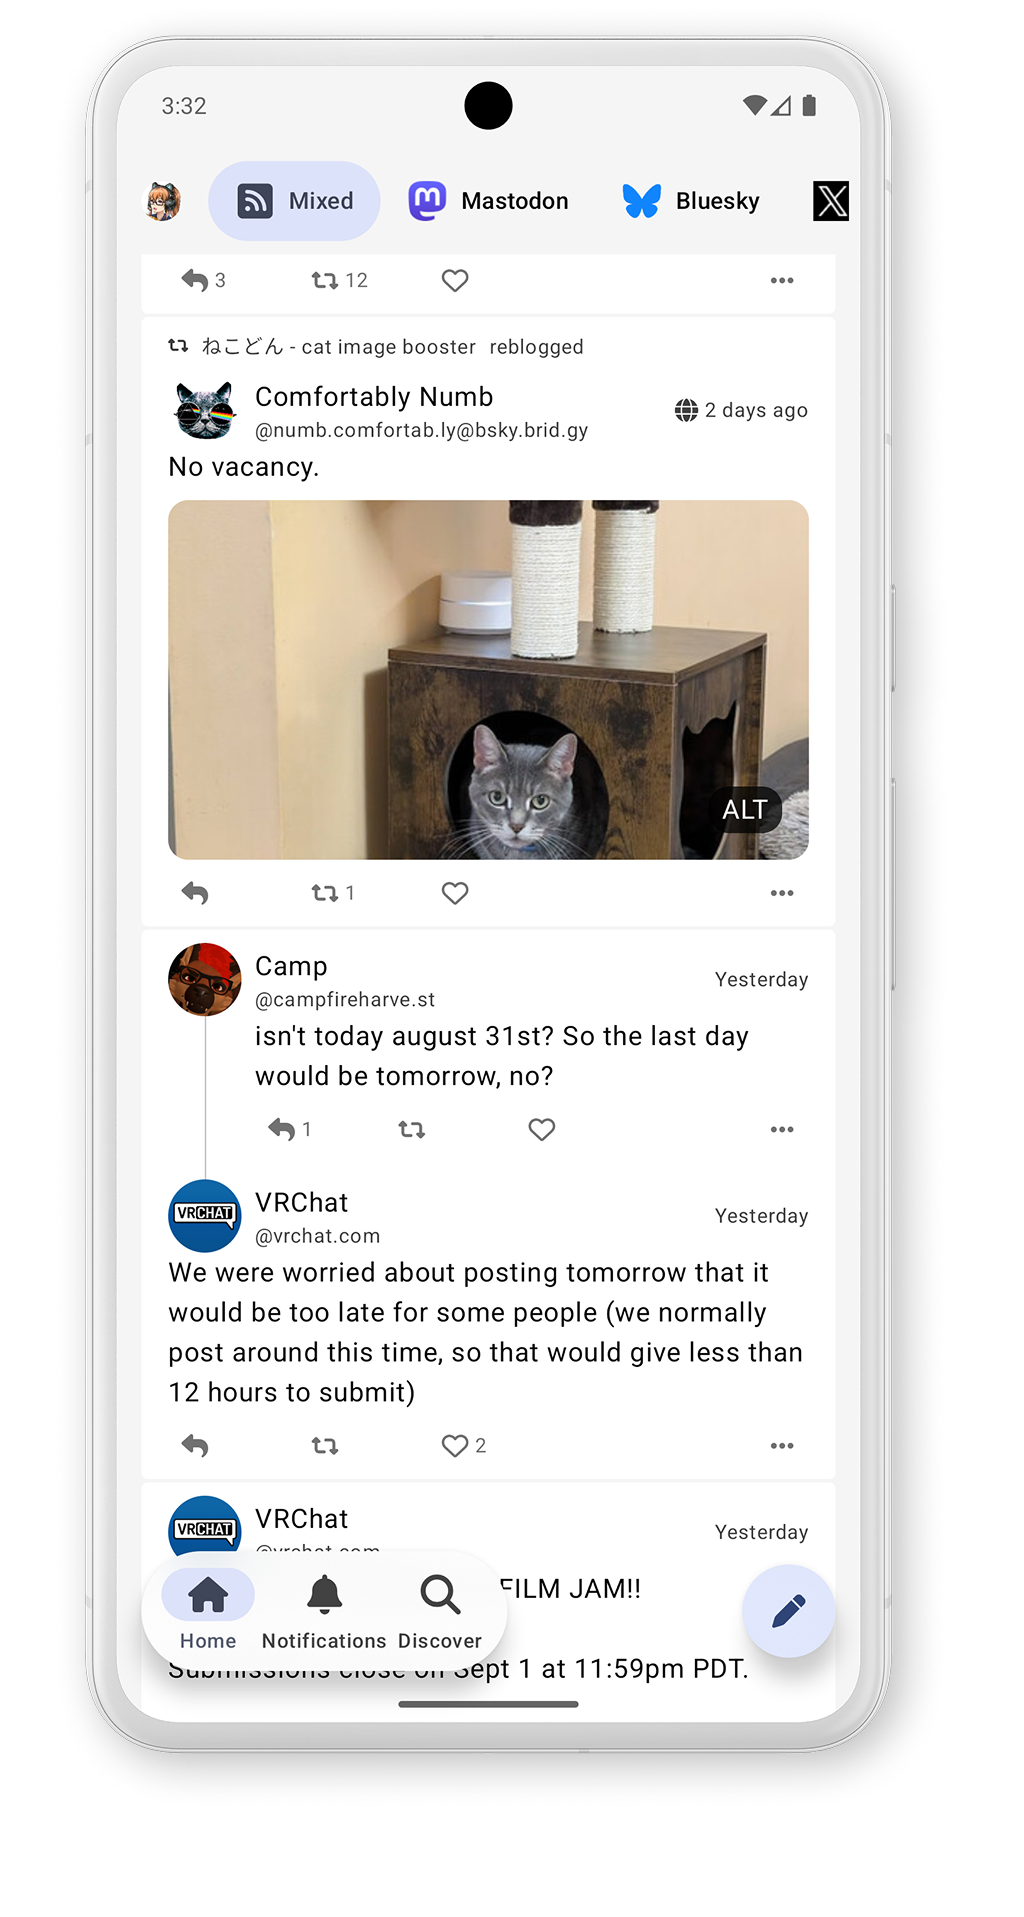 3:32
Mixed
Mastodon
Bluesky
3
12
ねこどん - cat image booster reblogged
Comfortably Numb
2 days ago
@numb.comfortab.ly@bsky.brid.gy
No vacancy.
ALT
1
Camp
Yesterday
@campfireharve.st
isn't today august 31st? So the last day
would be tomorrow, no?
1
VRCHAT
VRChat
Yesterday
@vrchat.com
We were worried about posting tomorrow that it
would be too late for some people (we normally
post around this time, so that would give less than
12 hours to submit)
2
VRCHAT
VRChat
Yesterday
@vrchat.com
FILM JAM!!
Home
Notifications
Discover
Submissions close on Sept 1 at 11:59pm PDT.